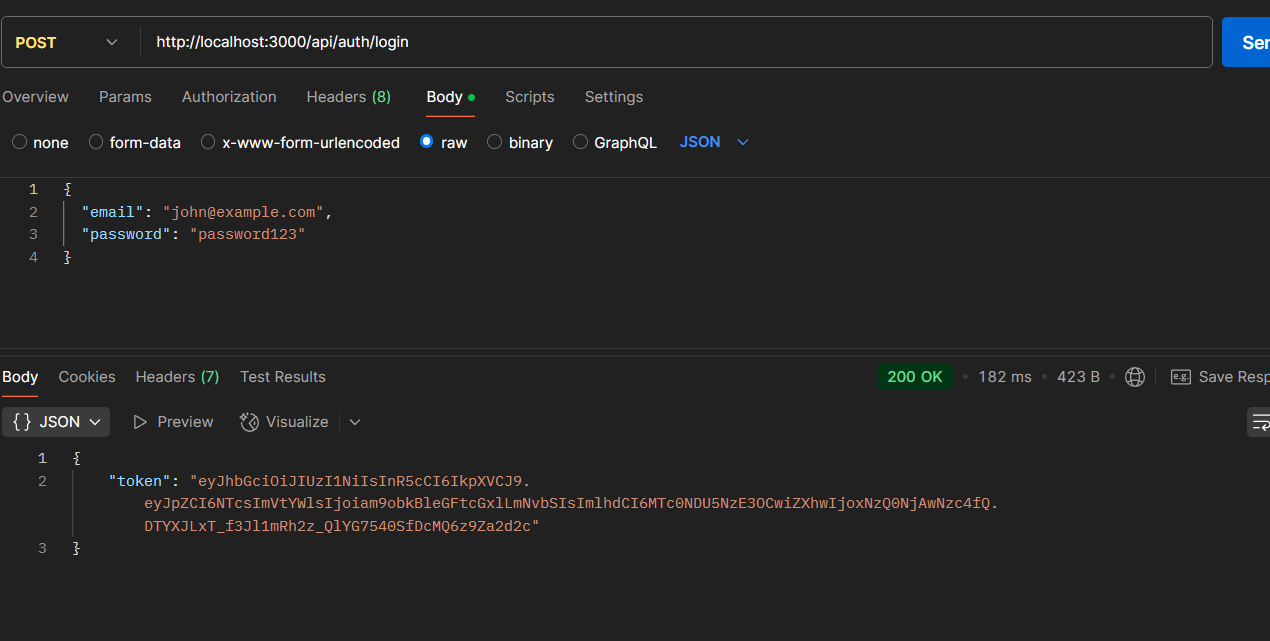 POST http://localhost:3000/api/auth/login Ser
Overview Params Authorization Headers (8) Body Scripts Settings
none form-data x-www-form-urlencoded raw binary GraphQL JSON
1 {
2 "email": "john@example.com",
3 "password": "password123"
4 }
Body Cookies Headers (7) Test Results 200 OK • 182 ms • 423 B • e.g. Save Resp
{} JSON Preview Visualize
1 {
2 "token": "eyJhbGciOiJIUzI1NiIsInR5cCI6IkpXVCJ9.
eyJpZCI6NTcsImVtYWlsIjoiam9obkBleGFtcGxlLmNvbSIsImlhdCI6MTc0NDU5NzE3OCwiZXhwIjoxNzQ0NjAwNzc4fQ.
DTYXJLxT_f3Jl1mRh2z_QlYG7540SfDcMQ6z9Za2d2c"
3 }